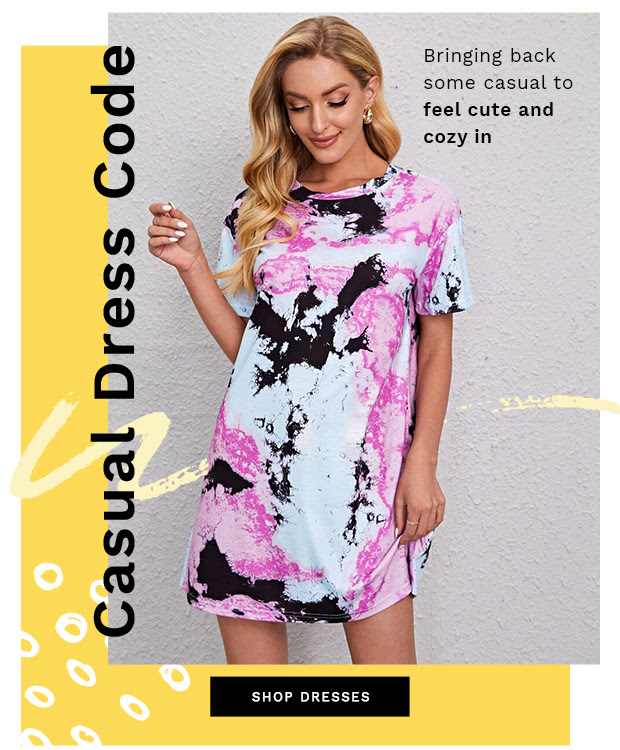 Casual Dress Code
Bringing back
some casual to
feel cute and
cozy in
SHOP DRESSES